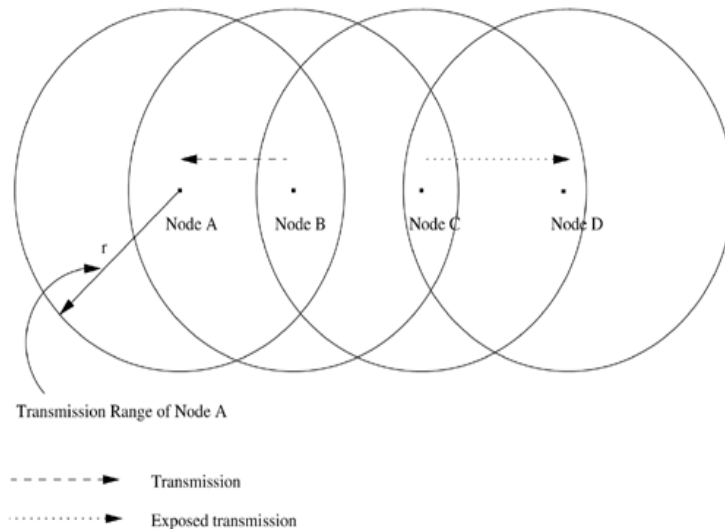 Node A
Node B
Node C
Node D
r
Transmission Range of Node A
Transmission
Exposed transmission